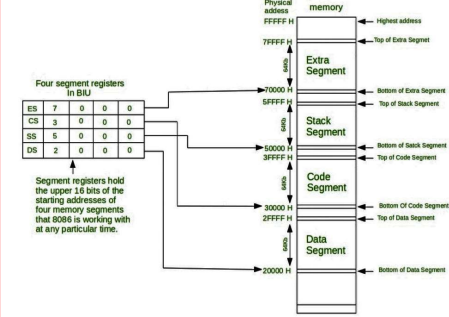 Physical
addess
memory
FFFFF H
Highest address
7FFFF H
Top of Extra Segmet
64Kb
Extra
Segment
70000 H
Bottom of Extra Segment
5FFFF H
Top of Stack Segment
64Kb
Stack
Segment
50000 H
Bottom of Satck Segment
3FFFF H
Top of Code Segment
64Kb
Code
Segment
30000 H
Bottom Of Code Segment
2FFFF H
Top of Data Segment
64Kb
Data
Segment
20000 H
Bottom of Data Segment
Four segment registers
in BIU
ES 7 0 0 0
CS 3 0 0 0
SS 5 0 0 0
DS 2 0 0 0
Segment registers hold
the upper 16 bits of the
starting addresses of
four memory segments
that 8086 is working with
at any particular time.